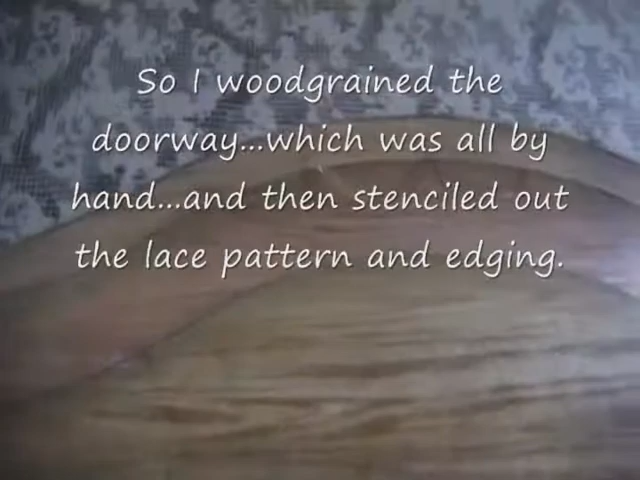 So I woodgrained the
doorway...which was all by
hand...and then stenciled out
the lace pattern and edging.